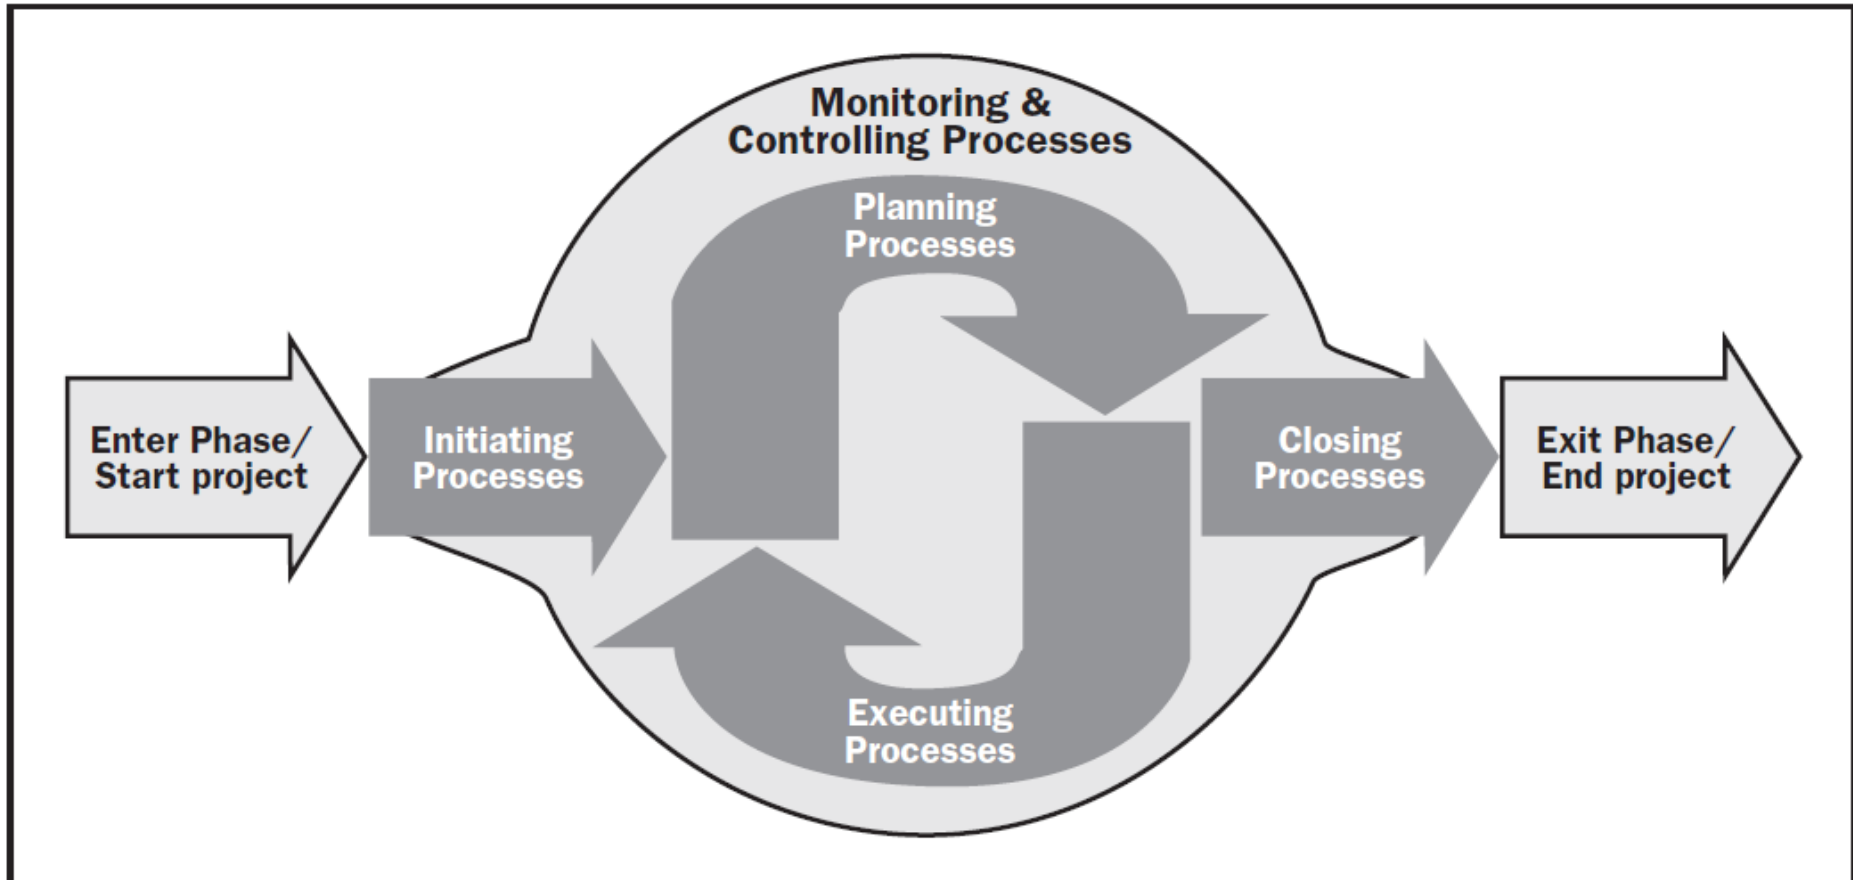 Monitoring &
Controlling Processes
Planning
Processes
Enter Phase/
Start project
Initiating
Processes
Closing
Processes
Exit Phase/
End project
Executing
Processes